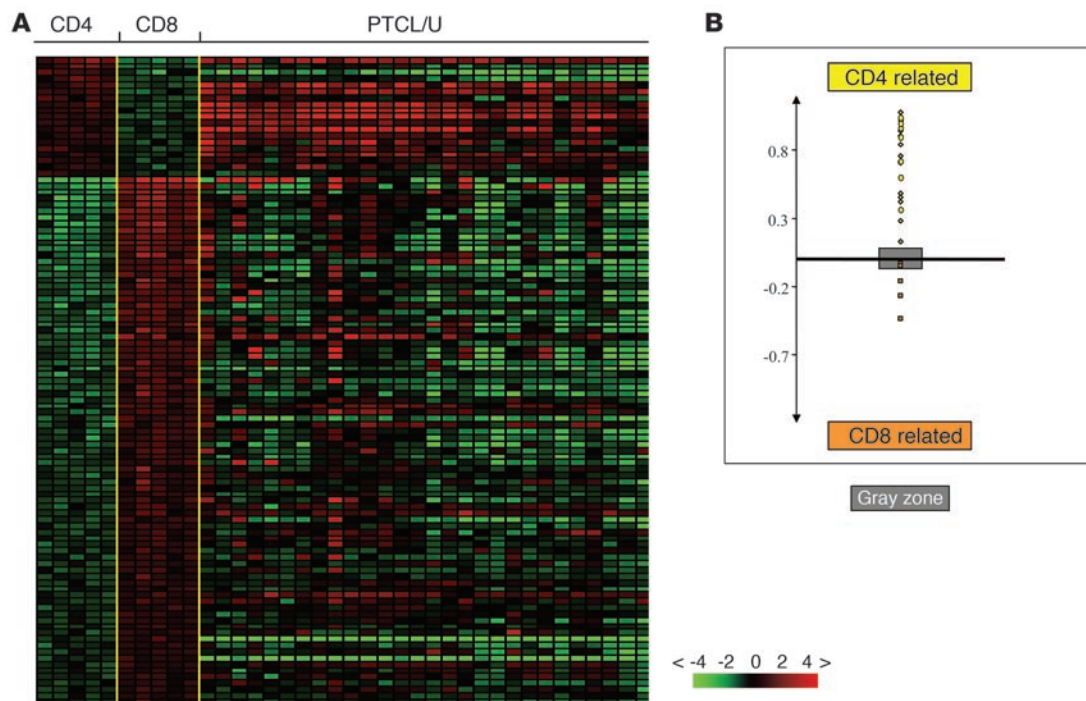 A
CD4 CD8 PTCL/U
B
CD4 related
0.8
0.3
-0.2
-0.7
CD8 related
Gray zone
< -4 -2 0 2 4 >